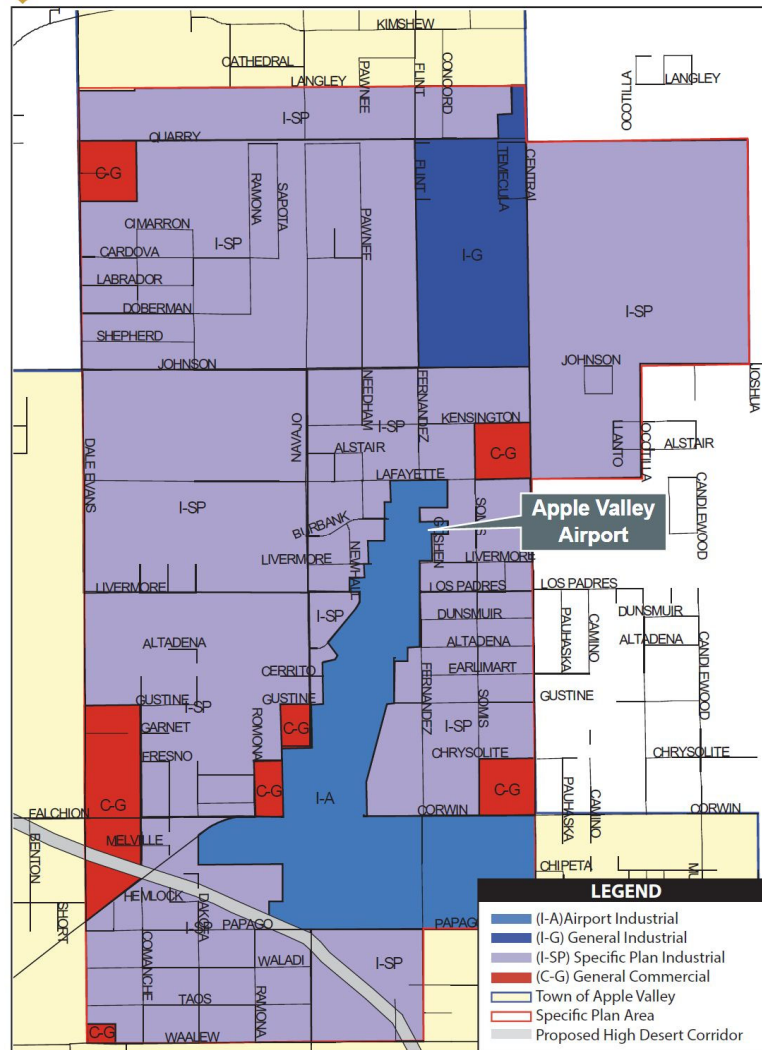 KIMSHEW
CATHEDRAL
LANGLEY
PAWNEE
FLINT
CONCORD
OCOTILLA
LANGLEY
I-SP
QUARRY
C-G
RAMONA
SAPOTA
PAWNEE
FLINT
TEMECULA
CENTRAL
CIMARRON
I-SP
CARDOVA
I-G
LABRADOR
DOBERMAN
I-SP
SHEPHERD
JOHNSON
JOHNSON
JOSHUA
NEEDHAM
FERNANDEZ
KENSINGTON
DALE EVANS
NAVAJO
I-SP
ALSTAIR
C-G
LLANTO
OCOTILLA
ALSTAIR
LAFAYETTE
CANDLEWOOD
I-SP
BURBANK
SOMIS
Apple Valley
Airport
LIVERMORE
NEWHALL
LIVERMORE
LIVERMORE
LOS PADRES
LOS PADRES
I-SP
DUNSMUIR
PAUHASKA
CAMINO
DUNSMUIR
ALTADENA
ALTADENA
ALTADENA
CANDLEWOOD
CERRITO
FERNANDEZ
EARLIMART
GUSTINE
GUSTINE
SOMIS
GUSTINE
I-SP
GARNET
ROMONA
C-G
I-SP
FRESNO
CHRYSOLITE
CHRYSOLITE
C-G
C-G
I-A
C-G
PAUHASKA
CAMINO
FALCHION
CORWIN
CORWIN
BENTON
MELVILLE
CHIPETA
MU
HEMLOCK
DAKOTA
SHORT
I-SP
PAPAGO
PAPAGO
COMANCHE
WALADI
I-SP
TAOS
RAMONA
C-G
WAALEW
LEGEND
(I-A)Airport Industrial
(I-G) General Industrial
(I-SP) Specific Plan Industrial
(C-G) General Commercial
Town of Apple Valley
Specific Plan Area
Proposed High Desert Corridor